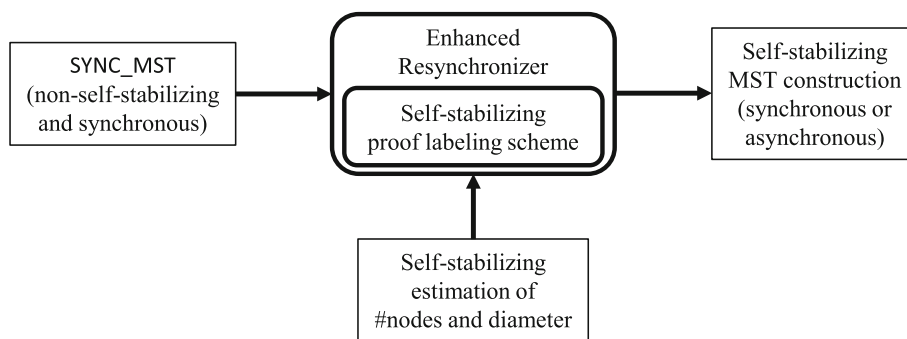 SYNC_MST
(non-self-stabilizing
and synchronous)
Enhanced
Resynchronizer
Self-stabilizing
proof labeling scheme
Self-stabilizing
MST construction
(synchronous or
asynchronous)
Self-stabilizing
estimation of
#nodes and diameter